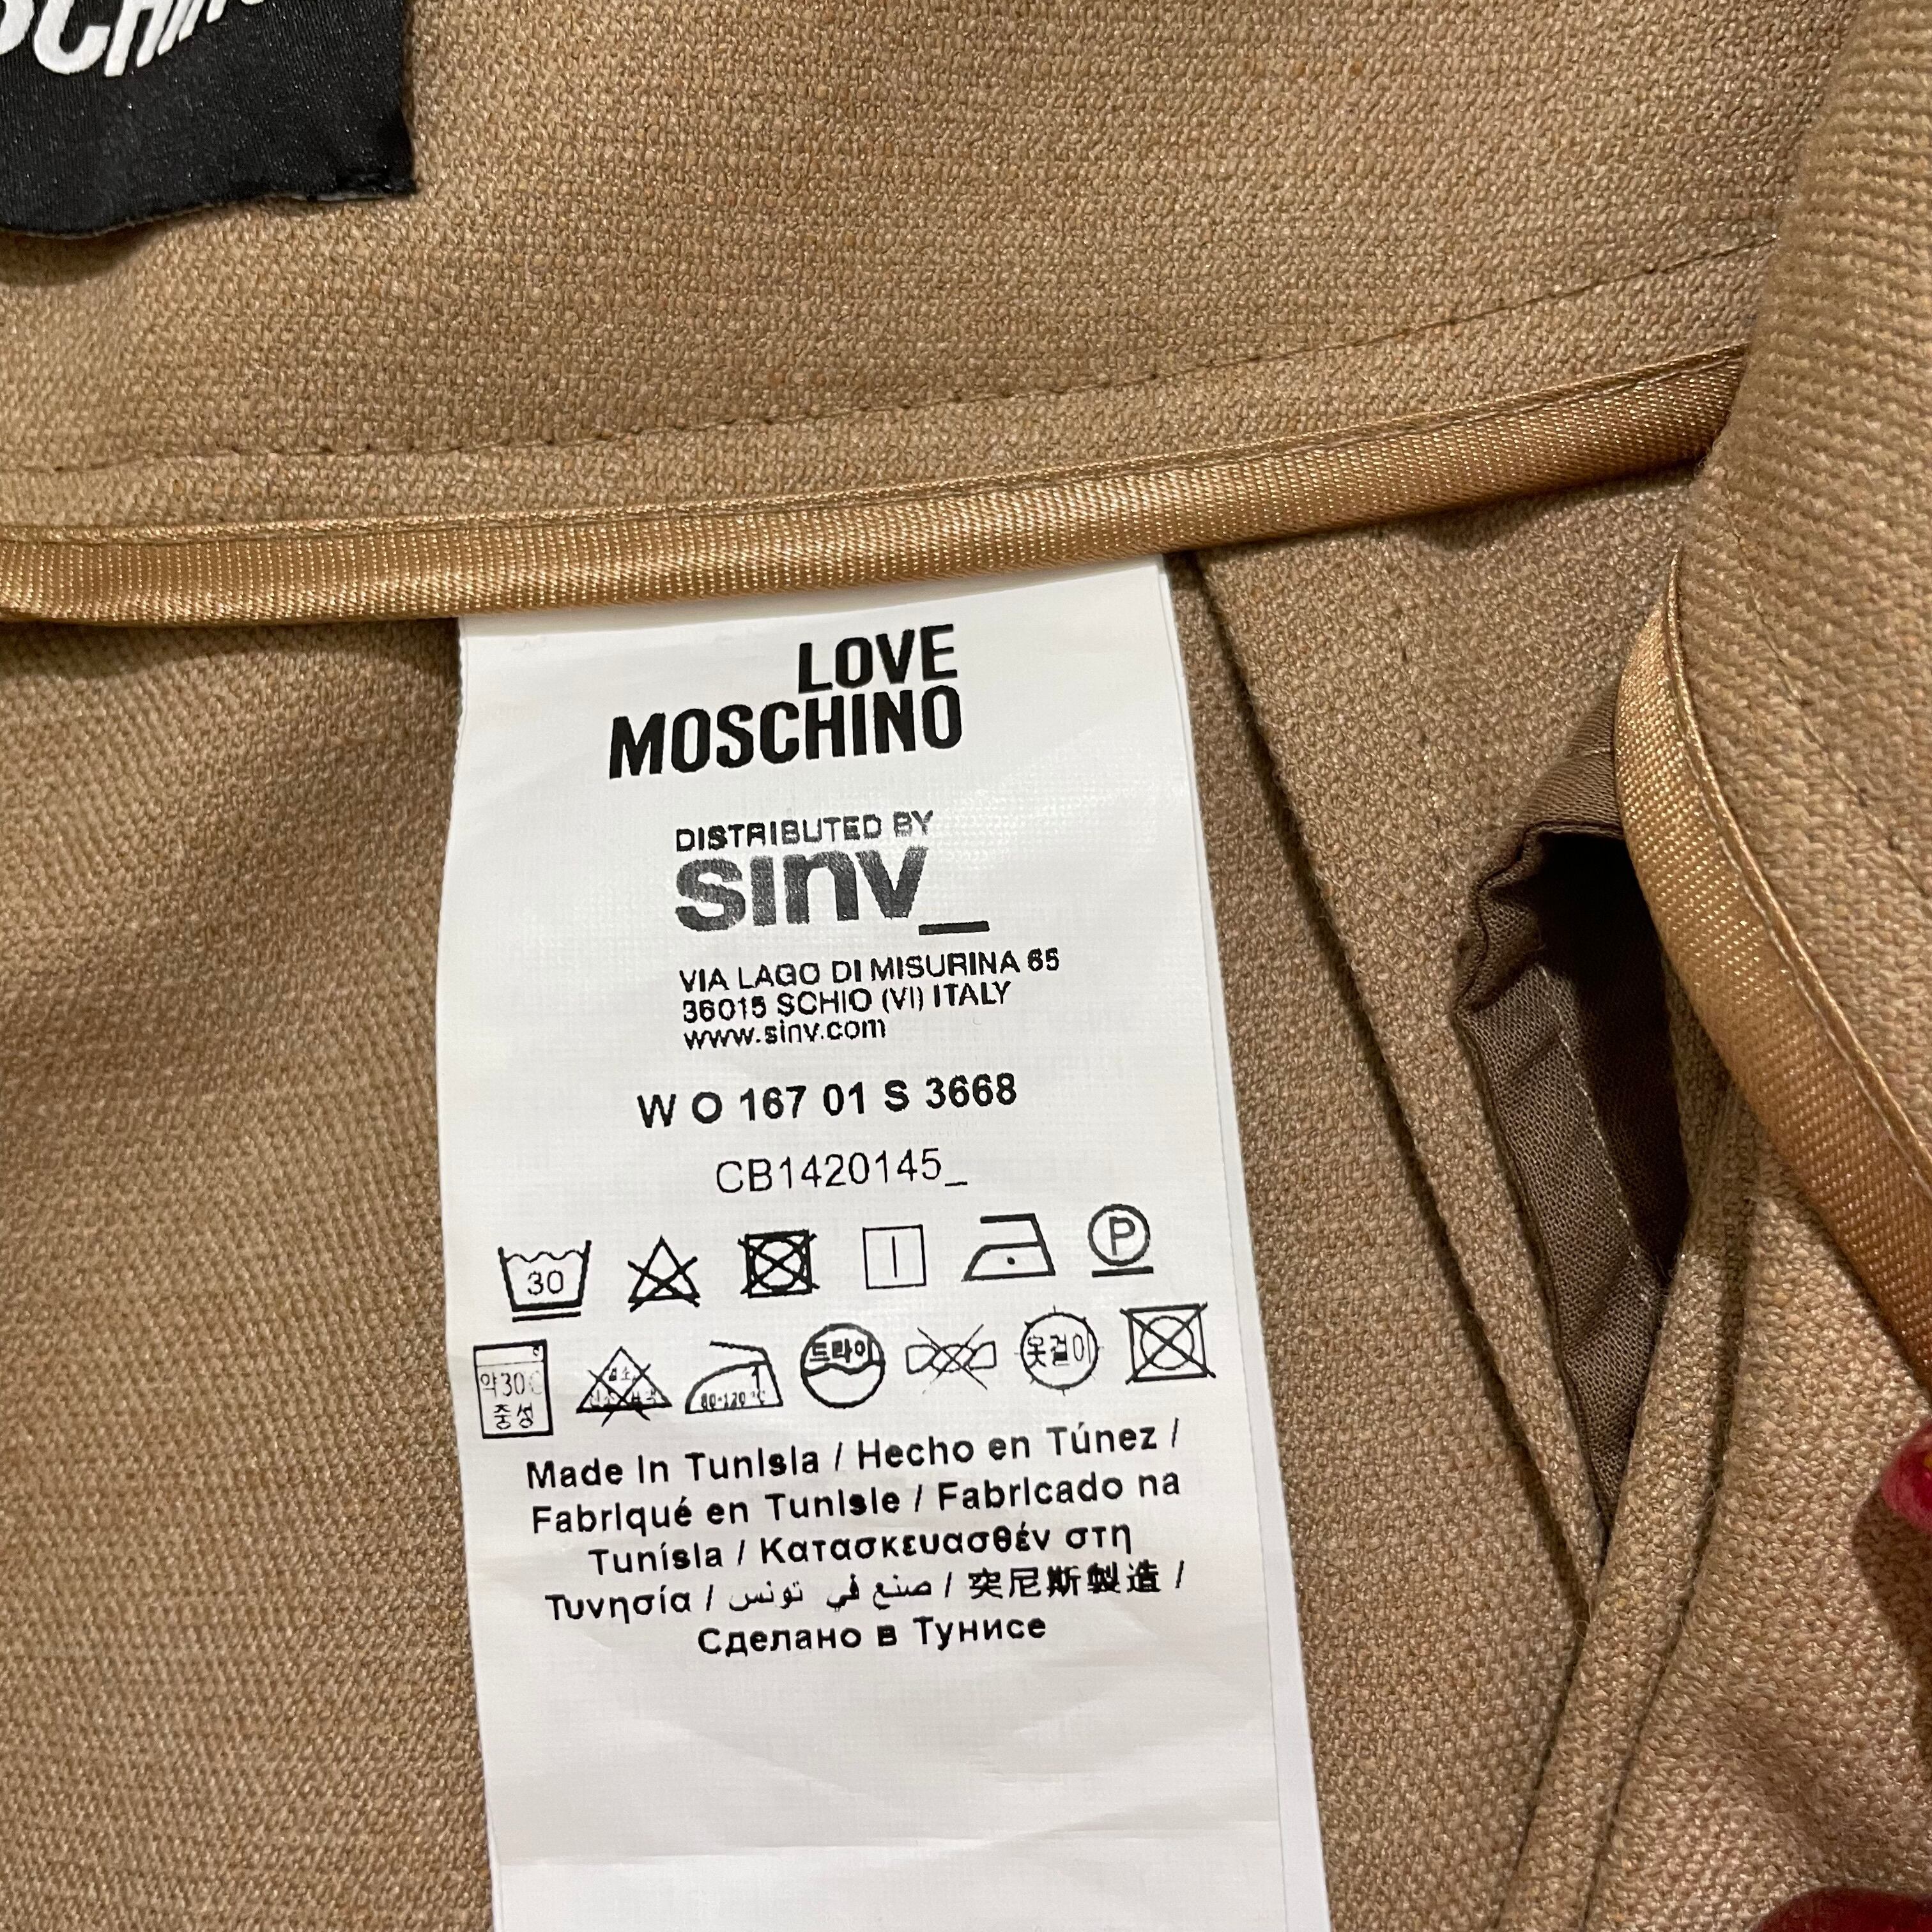 LOVE
MOSCHINO
DISTRIBUTED BY
sinv_
VIA LAGO DI MISURINA 65
36015 SCHIO (VI) ITALY
www.sinv.com
W O 167 01 S 3668
CB1420145_
30 P
약30 드라이 옷걸이
중성 80-120°C
Made in Tunisia / Hecho en Túnez /
Fabriqué en Tunisie / Fabricado na
Tunísia / Κατασκευασθέν στη
Τυνησία / صنع في تونس / 突尼斯製造 /
Сделано в Тунисе